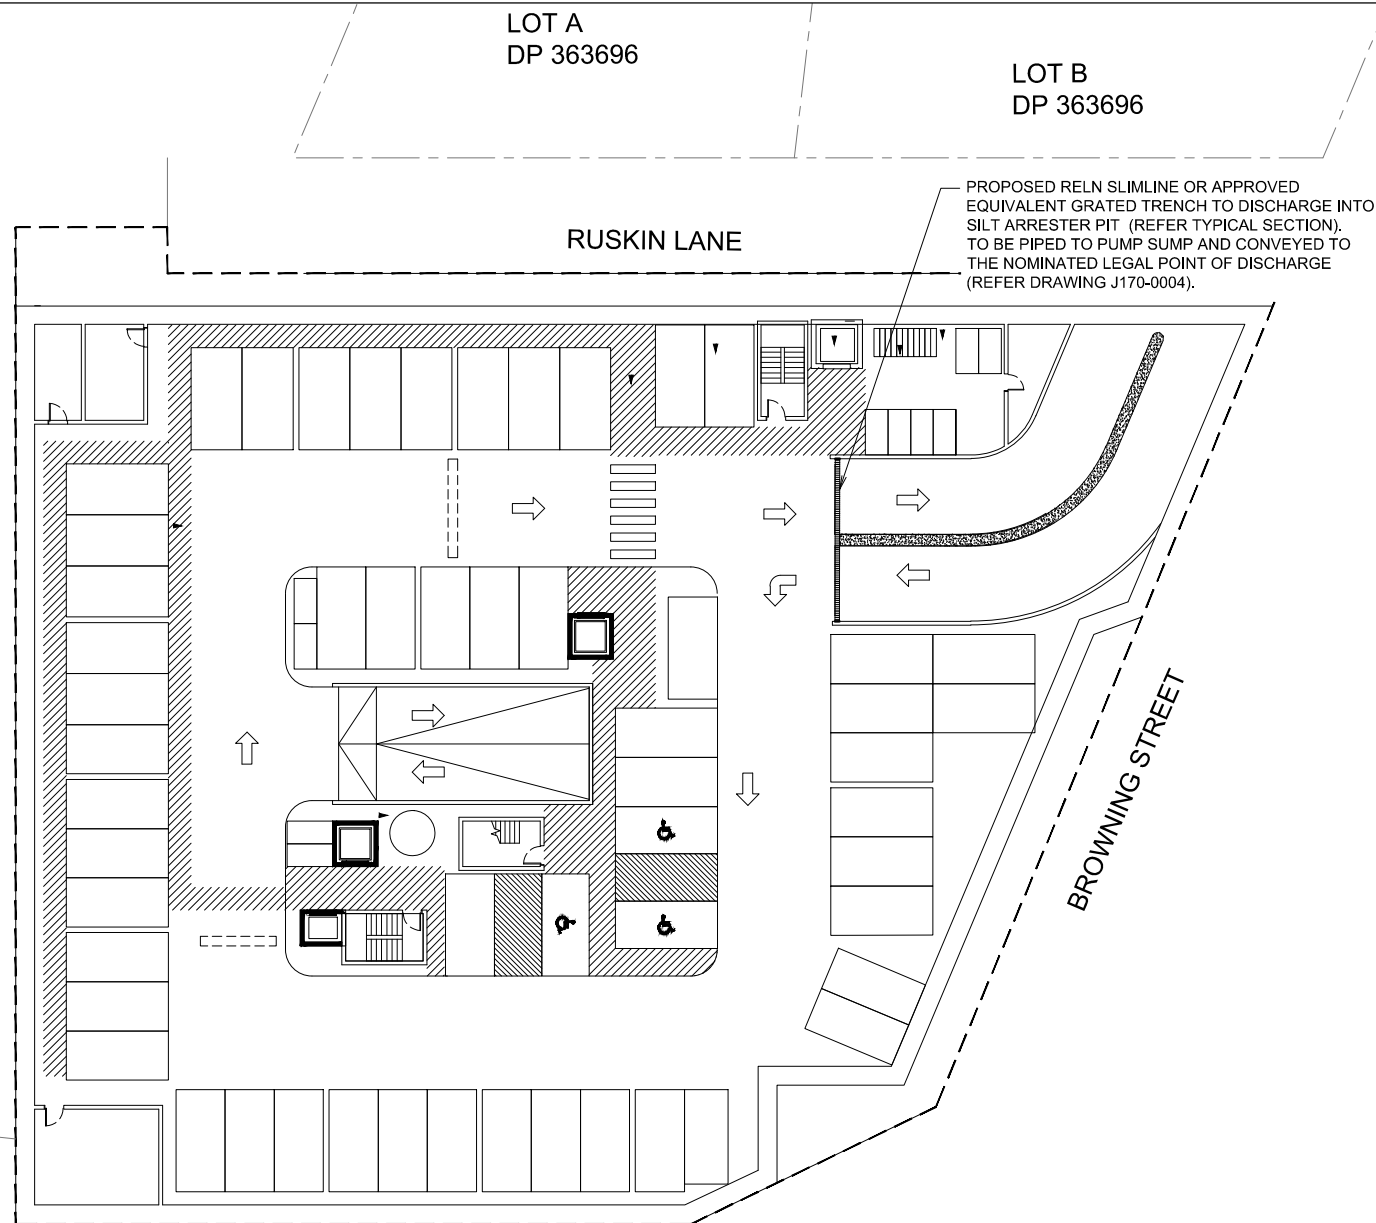 LOT A
DP 363696
LOT B
DP 363696
PROPOSED RELN SLIMLINE OR APPROVED
EQUIVALENT GRATED TRENCH TO DISCHARGE INTO
SILT ARRESTER PIT (REFER TYPICAL SECTION).
TO BE PIPED TO PUMP SUMP AND CONVEYED TO
THE NOMINATED LEGAL POINT OF DISCHARGE
(REFER DRAWING J170-0004).
RUSKIN LANE
BROWNING STREET